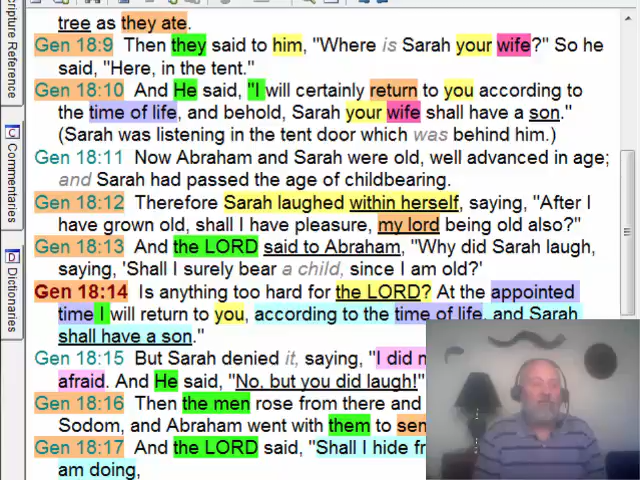 tree as they ate.
Gen 18:9 Then they said to him, "Where is Sarah your wife?" So he
said, "Here, in the tent."
Gen 18:10 And He said, "I will certainly return to you according to
the time of life, and behold, Sarah your wife shall have a son."
(Sarah was listening in the tent door which was behind him.)
Gen 18:11 Now Abraham and Sarah were old, well advanced in age;
and Sarah had passed the age of childbearing.
Gen 18:12 Therefore Sarah laughed within herself, saying, "After I
have grown old, shall I have pleasure, my lord being old also?"
Gen 18:13 And the LORD said to Abraham, "Why did Sarah laugh,
saying, 'Shall I surely bear a child, since I am old?'
Gen 18:14 Is anything too hard for the LORD? At the appointed
time I will return to you, according to the time of life, and Sarah
shall have a son."
Gen 18:15 But Sarah denied it, saying, "I did
afraid. And He said, "No, but you did laugh!"
Gen 18:16 Then the men rose from there and
Sodom, and Abraham went with them to
Gen 18:17 And the LORD said, "Shall I hide
am doing,
Scripture Reference
Commentaries
Dictionaries